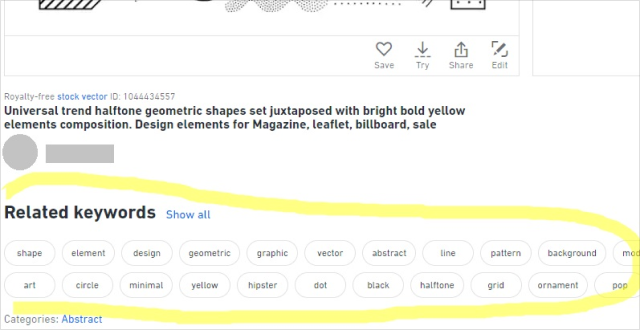 Save Try Share Edit
Royalty-free stock vector ID: 1044434557
Universal trend halftone geometric shapes set juxtaposed with bright bold yellow
elements composition. Design elements for Magazine, leaflet, billboard, sale
Related keywords Show all
shape element design geometric graphic vector abstract line pattern background
art circle minimal yellow hipster dot black halftone grid ornament pop
Categories: Abstract